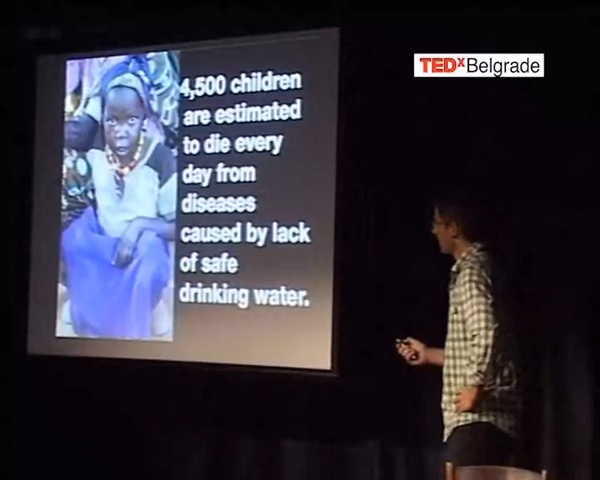 TEDxBelgrade
4,500 children
are estimated
to die every
day from
diseases
caused by lack
of safe
drinking water.